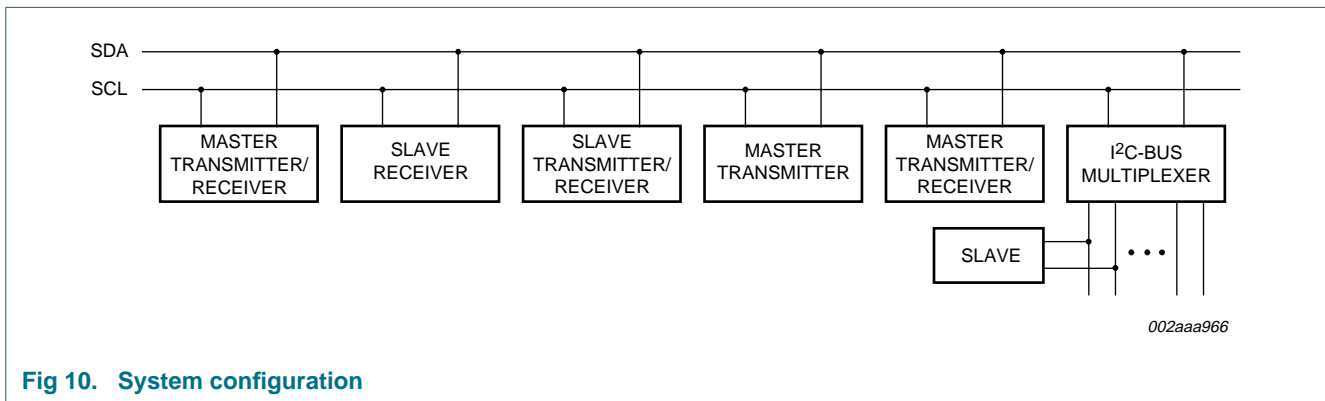 SDA
SCL
MASTER
TRANSMITTER/
RECEIVER
SLAVE
RECEIVER
SLAVE
TRANSMITTER/
RECEIVER
MASTER
TRANSMITTER
MASTER
TRANSMITTER/
RECEIVER
I²C-BUS
MULTIPLEXER
SLAVE
002aaa966
Fig 10. System configuration